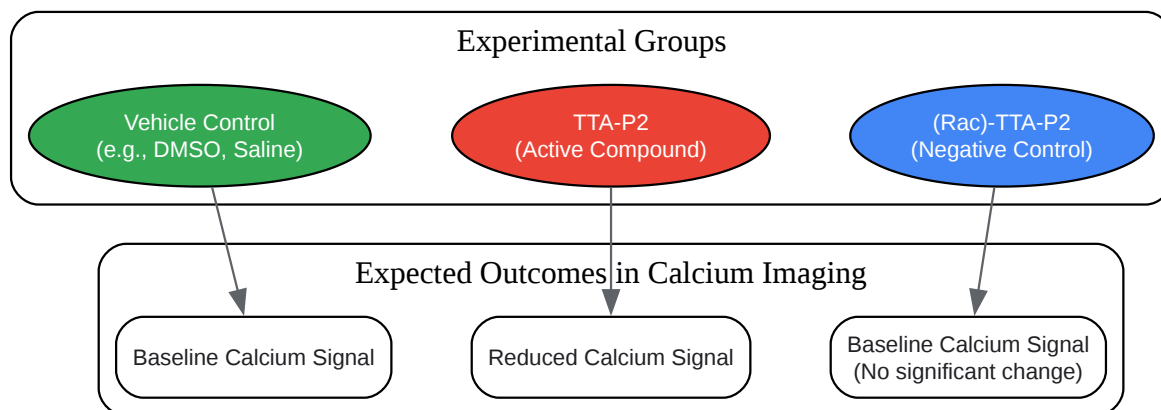 Experimental Groups
Vehicle Control
(e.g., DMSO, Saline)
TTA-P2
(Active Compound)
(Rac)-TTA-P2
(Negative Control)
Expected Outcomes in Calcium Imaging
Baseline Calcium Signal
Reduced Calcium Signal
Baseline Calcium Signal
(No significant change)